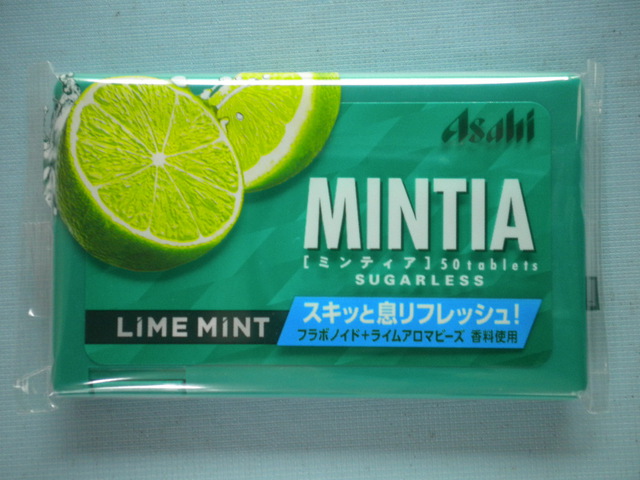 Asahi
MINTIA
[ミンティア] 50tablets
SUGARLESS
LiME MiNT
スキッと息リフレッシュ!
フラボノイド+ライムアロマビーズ 香料使用